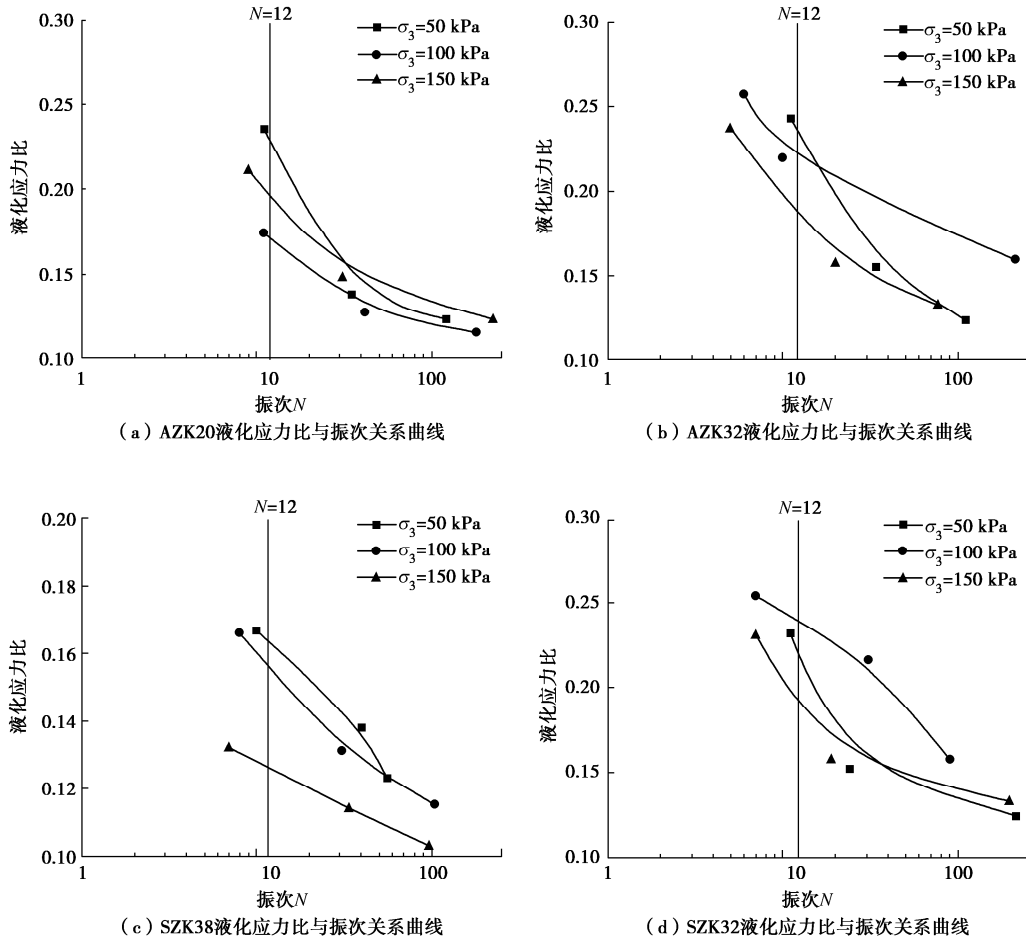 N=12
σ3=50 kPa
σ3=100 kPa
σ3=150 kPa
0.30
0.25
0.20
0.15
0.10
液化应力比
1
10
100
振次N
（a）AZK20液化应力比与振次关系曲线
N=12
σ3=50 kPa
σ3=100 kPa
σ3=150 kPa
0.30
0.25
0.20
0.15
0.10
液化应力比
1
10
100
振次N
（b）AZK32液化应力比与振次关系曲线
N=12
σ3=50 kPa
σ3=100 kPa
σ3=150 kPa
0.20
0.18
0.16
0.14
0.12
0.10
液化应力比
1
10
100
振次N
（c）SZK38液化应力比与振次关系曲线
N=12
σ3=50 kPa
σ3=100 kPa
σ3=150 kPa
0.30
0.25
0.20
0.15
0.10
液化应力比
1
10
100
振次N
（d）SZK32液化应力比与振次关系曲线